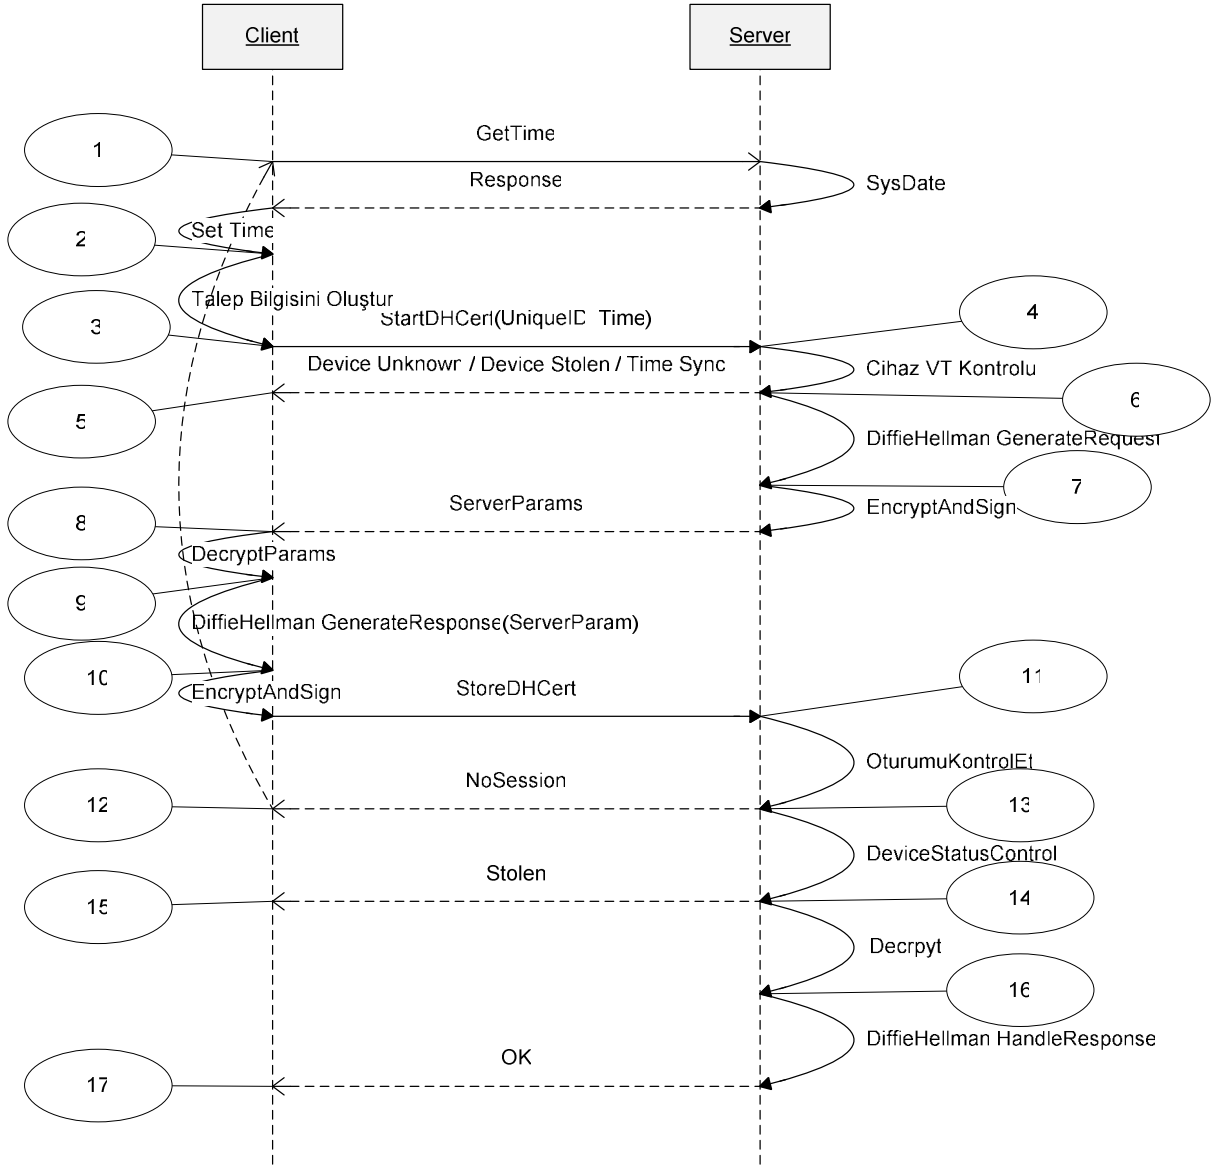 Client
Server
GetTime
1
Response
SysDate
Set Time
2
Talep Bilgisini Oluştur
StartDHCert(UniqueID, Time)
3
4
Device Unknown / Device Stolen / Time Sync
Cihaz VT Kontrolu
5
6
DiffieHellman GenerateRequest
7
ServerParams
EncryptAndSign
8
DecryptParams
9
DiffieHellman GenerateResponse(ServerParam)
10
11
EncryptAndSign
StoreDHCert
OturumuKontrolEt
NoSession
12
13
DeviceStatusControl
Stolen
15
14
Decrpyt
16
DiffieHellman HandleResponse
OK
17